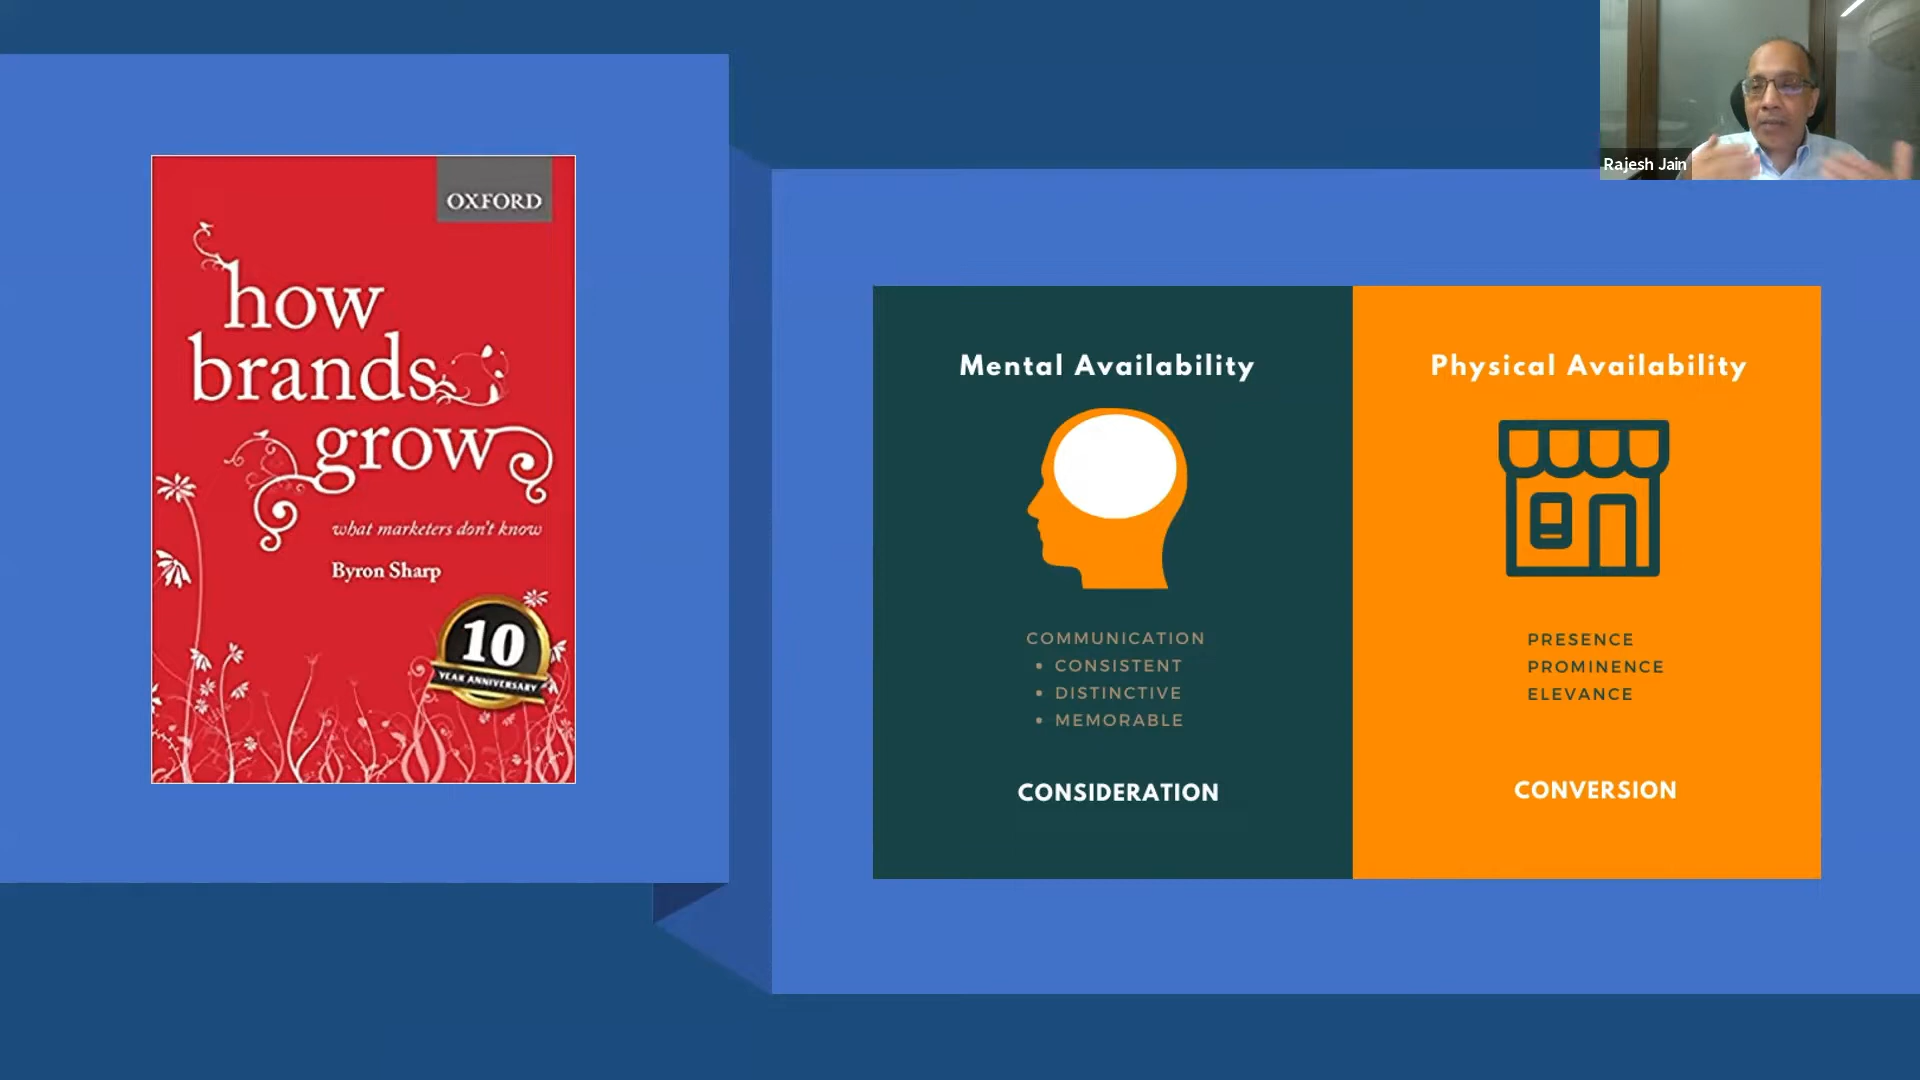 OXFORD
how
brands
grow
what marketers don't know
Byron Sharp
10
YEAR ANNIVERSARY
Rajesh Jain
Mental Availability
COMMUNICATION
• CONSISTENT
• DISTINCTIVE
• MEMORABLE
CONSIDERATION
Physical Availability
PRESENCE
PROMINENCE
ELEVANCE
CONVERSION